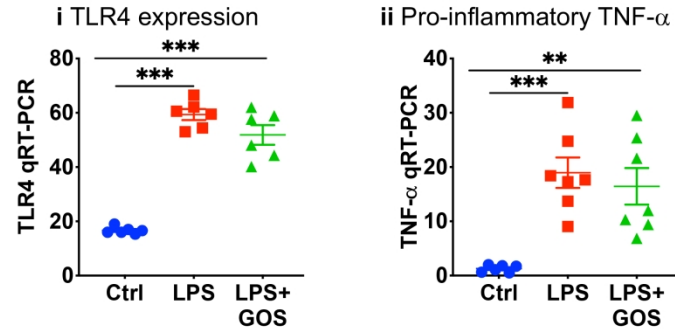 i TLR4 expression
***
***
TLR4 qRT-PCR
80
60
40
20
0
Ctrl
LPS
LPS+
GOS
ii Pro-inflammatory TNF-α
**
***
TNF-α qRT-PCR
40
30
20
10
0
Ctrl
LPS
LPS+
GOS